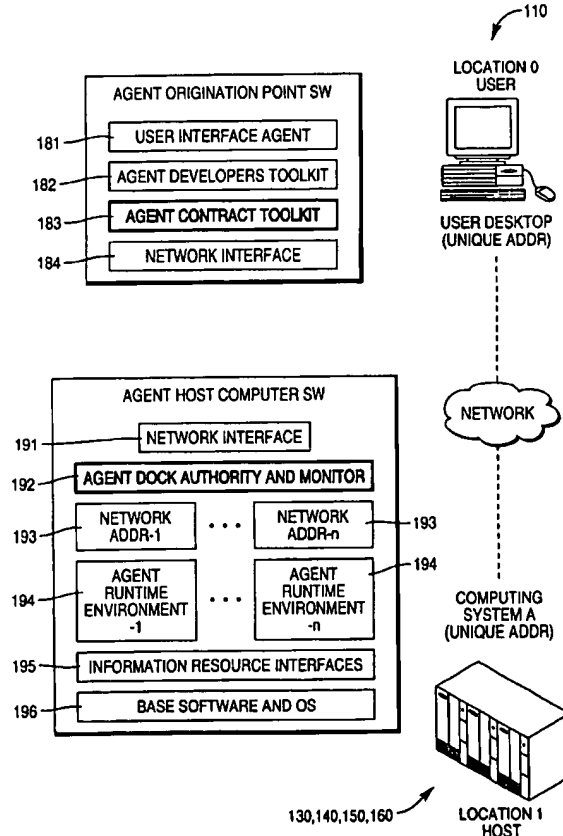 110
LOCATION 0
USER
AGENT ORIGINATION POINT SW
181
USER INTERFACE AGENT
182
AGENT DEVELOPERS TOOLKIT
183
AGENT CONTRACT TOOLKIT
184
NETWORK INTERFACE
USER DESKTOP
(UNIQUE ADDR)
NETWORK
AGENT HOST COMPUTER SW
191
NETWORK INTERFACE
192
AGENT DOCK AUTHORITY AND MONITOR
193
NETWORK
ADDR-1
• • •
NETWORK
ADDR-n
193
194
AGENT
RUNTIME
ENVIRONMENT
-1
• • •
AGENT
RUNTIME
ENVIRONMENT
-n
194
195
INFORMATION RESOURCE INTERFACES
196
BASE SOFTWARE AND OS
COMPUTING
SYSTEM A
(UNIQUE ADDR)
130,140,150,160
LOCATION 1
HOST